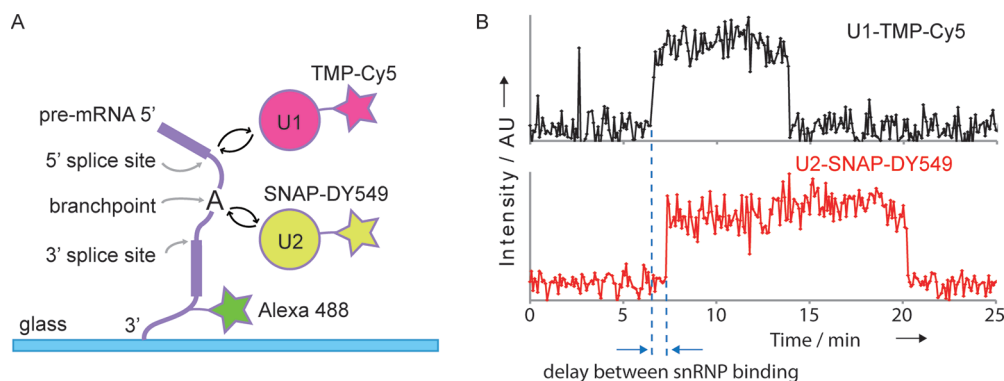 A
TMP-Cy5
pre-mRNA 5'
U1
5' splice site
SNAP-DY549
branchpoint
A
U2
3' splice site
Alexa 488
3'
glass
B
U1-TMP-Cy5
U2-SNAP-DY549
Intensity / AU
0 5 10 15 20 25
Time / min
delay between snRNP binding